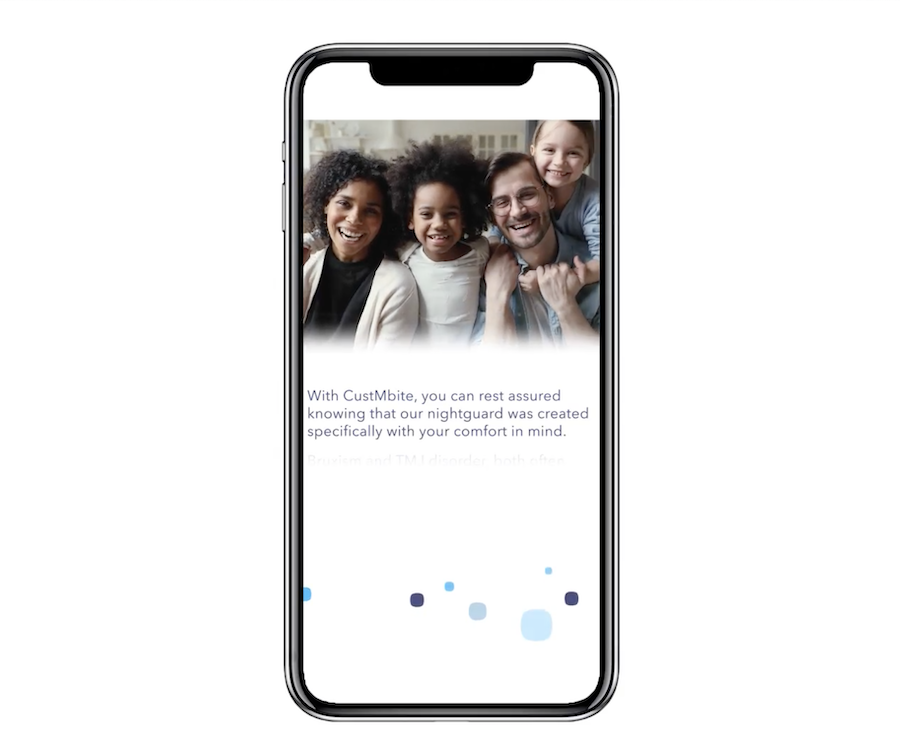 With CustMbite, you can rest assured
knowing that our nightguard was created
specifically with your comfort in mind.
Bruxism and TMJ disorder, both often